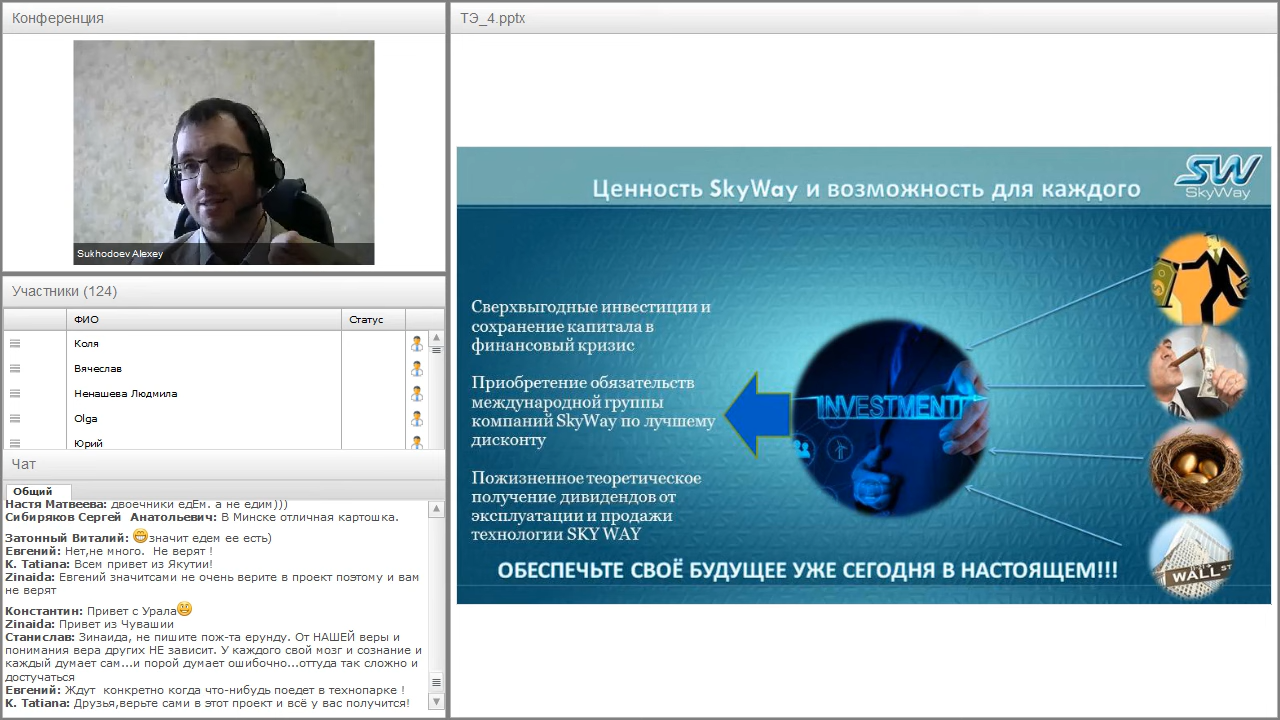 Конференция
Sukhodoev Alexey
Участники (124)
ФИО
Статус
Коля
Вячеслав
Ненашева Людмила
Olga
Юрий
Чат
Общий
Настя Матвеева: двоечники едЕм. а не едим)))
Сибиряков Сергей Анатольевич: В Минске отличная картошка.
Затонный Виталий: значит едем ее есть)
Евгений: Нет,не много. Не верят !
К. Tatiana: Всем привет из Якутии!
Zinaida: Евгений значитсами не очень верите в проект поэтому и вам
не верят
Константин: Привет с Урала
Zinaida: Привет из Чувашии
Станислав: Зинаида, не пишите пож-та ерунду. От НАШЕЙ веры и
понимания вера других НЕ зависит. У каждого свой мозг и сознание и
каждый думает сам...и порой думает ошибочно...оттуда так сложно и
достучаться
Евгений: Ждут конкретно тогда что-нибудь поедет в технопарке !
К. Tatiana: Друзья,верьте сами в этот проект и всё у вас получится!
ТЭ_4.pptx
Ценность SkyWay и возможность для каждого
SW
SkyWay
Сверхвыгодные инвестиции и
сохранение капитала в
финансовый кризис
Приобретение обязательств
международной группы
компаний SkyWay по лучшему
дисконту
Пожизненное теоретическое
получение дивидендов от
эксплуатации и продажи
технологии SKY WAY
INVESTMENT
WALL ST
ОБЕСПЕЧЬТЕ СВОЁ БУДУЩЕЕ УЖЕ СЕГОДНЯ В НАСТОЯЩЕМ!!!